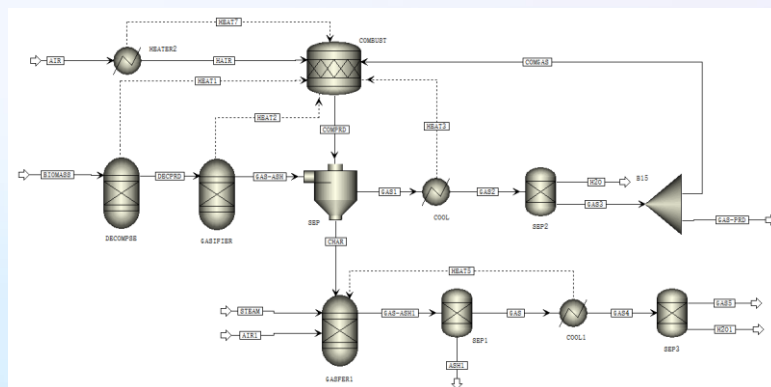 HEAT7
COMBUST
HEATER2
AIR
HAIR
COMGAS
HEAT1
HEAT2
HEAT3
COMPRD
BIOMASS
DECPRD
GAS-ASH
GAS1
GAS2
H2O
B15
GAS3
SEP
COOL
SEP2
GAS-PRD
DECOMPSE
GASIFIER
CHAR
HEAT5
STEAM
AIR1
GAS-ASH1
GAS
GAS4
GAS5
H2O1
SEP1
COOL1
SEP3
GASFER1
ASH1